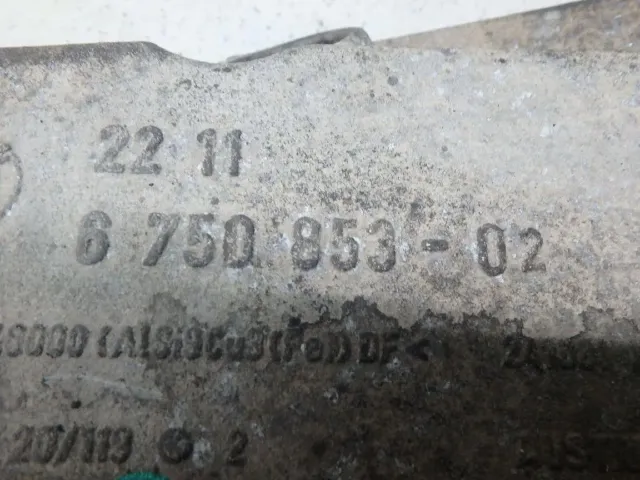 22 11
6 750 853-02
(AlSi9Cu3(Fe)) DF<
20/113 2